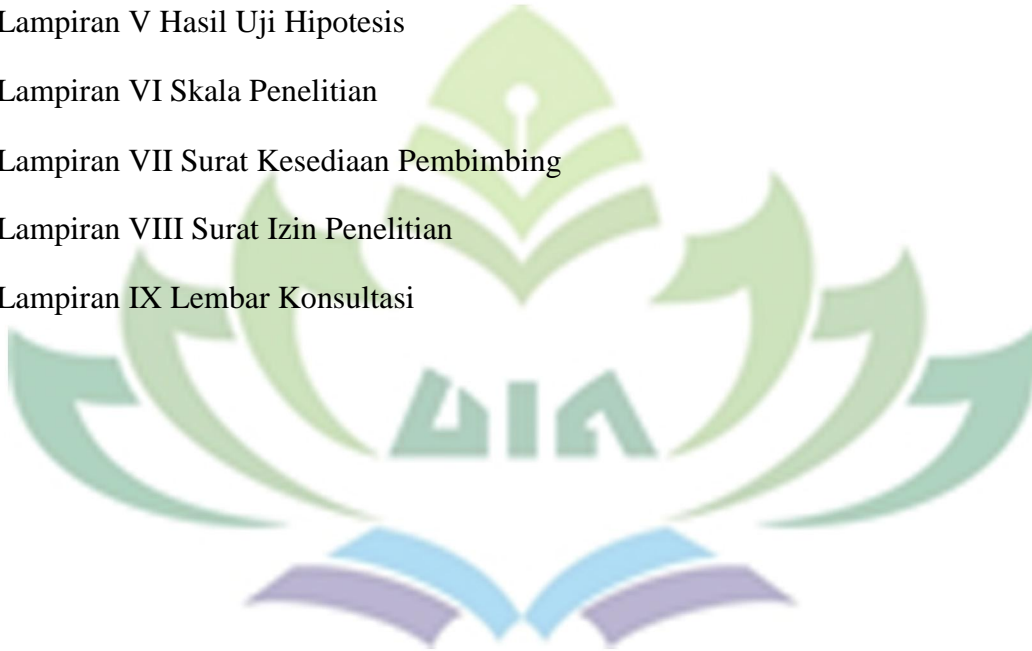 Lampiran V Hasil Uji Hipotesis
Lampiran VI Skala Penelitian
Lampiran VII Surat Kesediaan Pembimbing
Lampiran VIII Surat Izin Penelitian
Lampiran IX Lembar Konsultasi
UIN